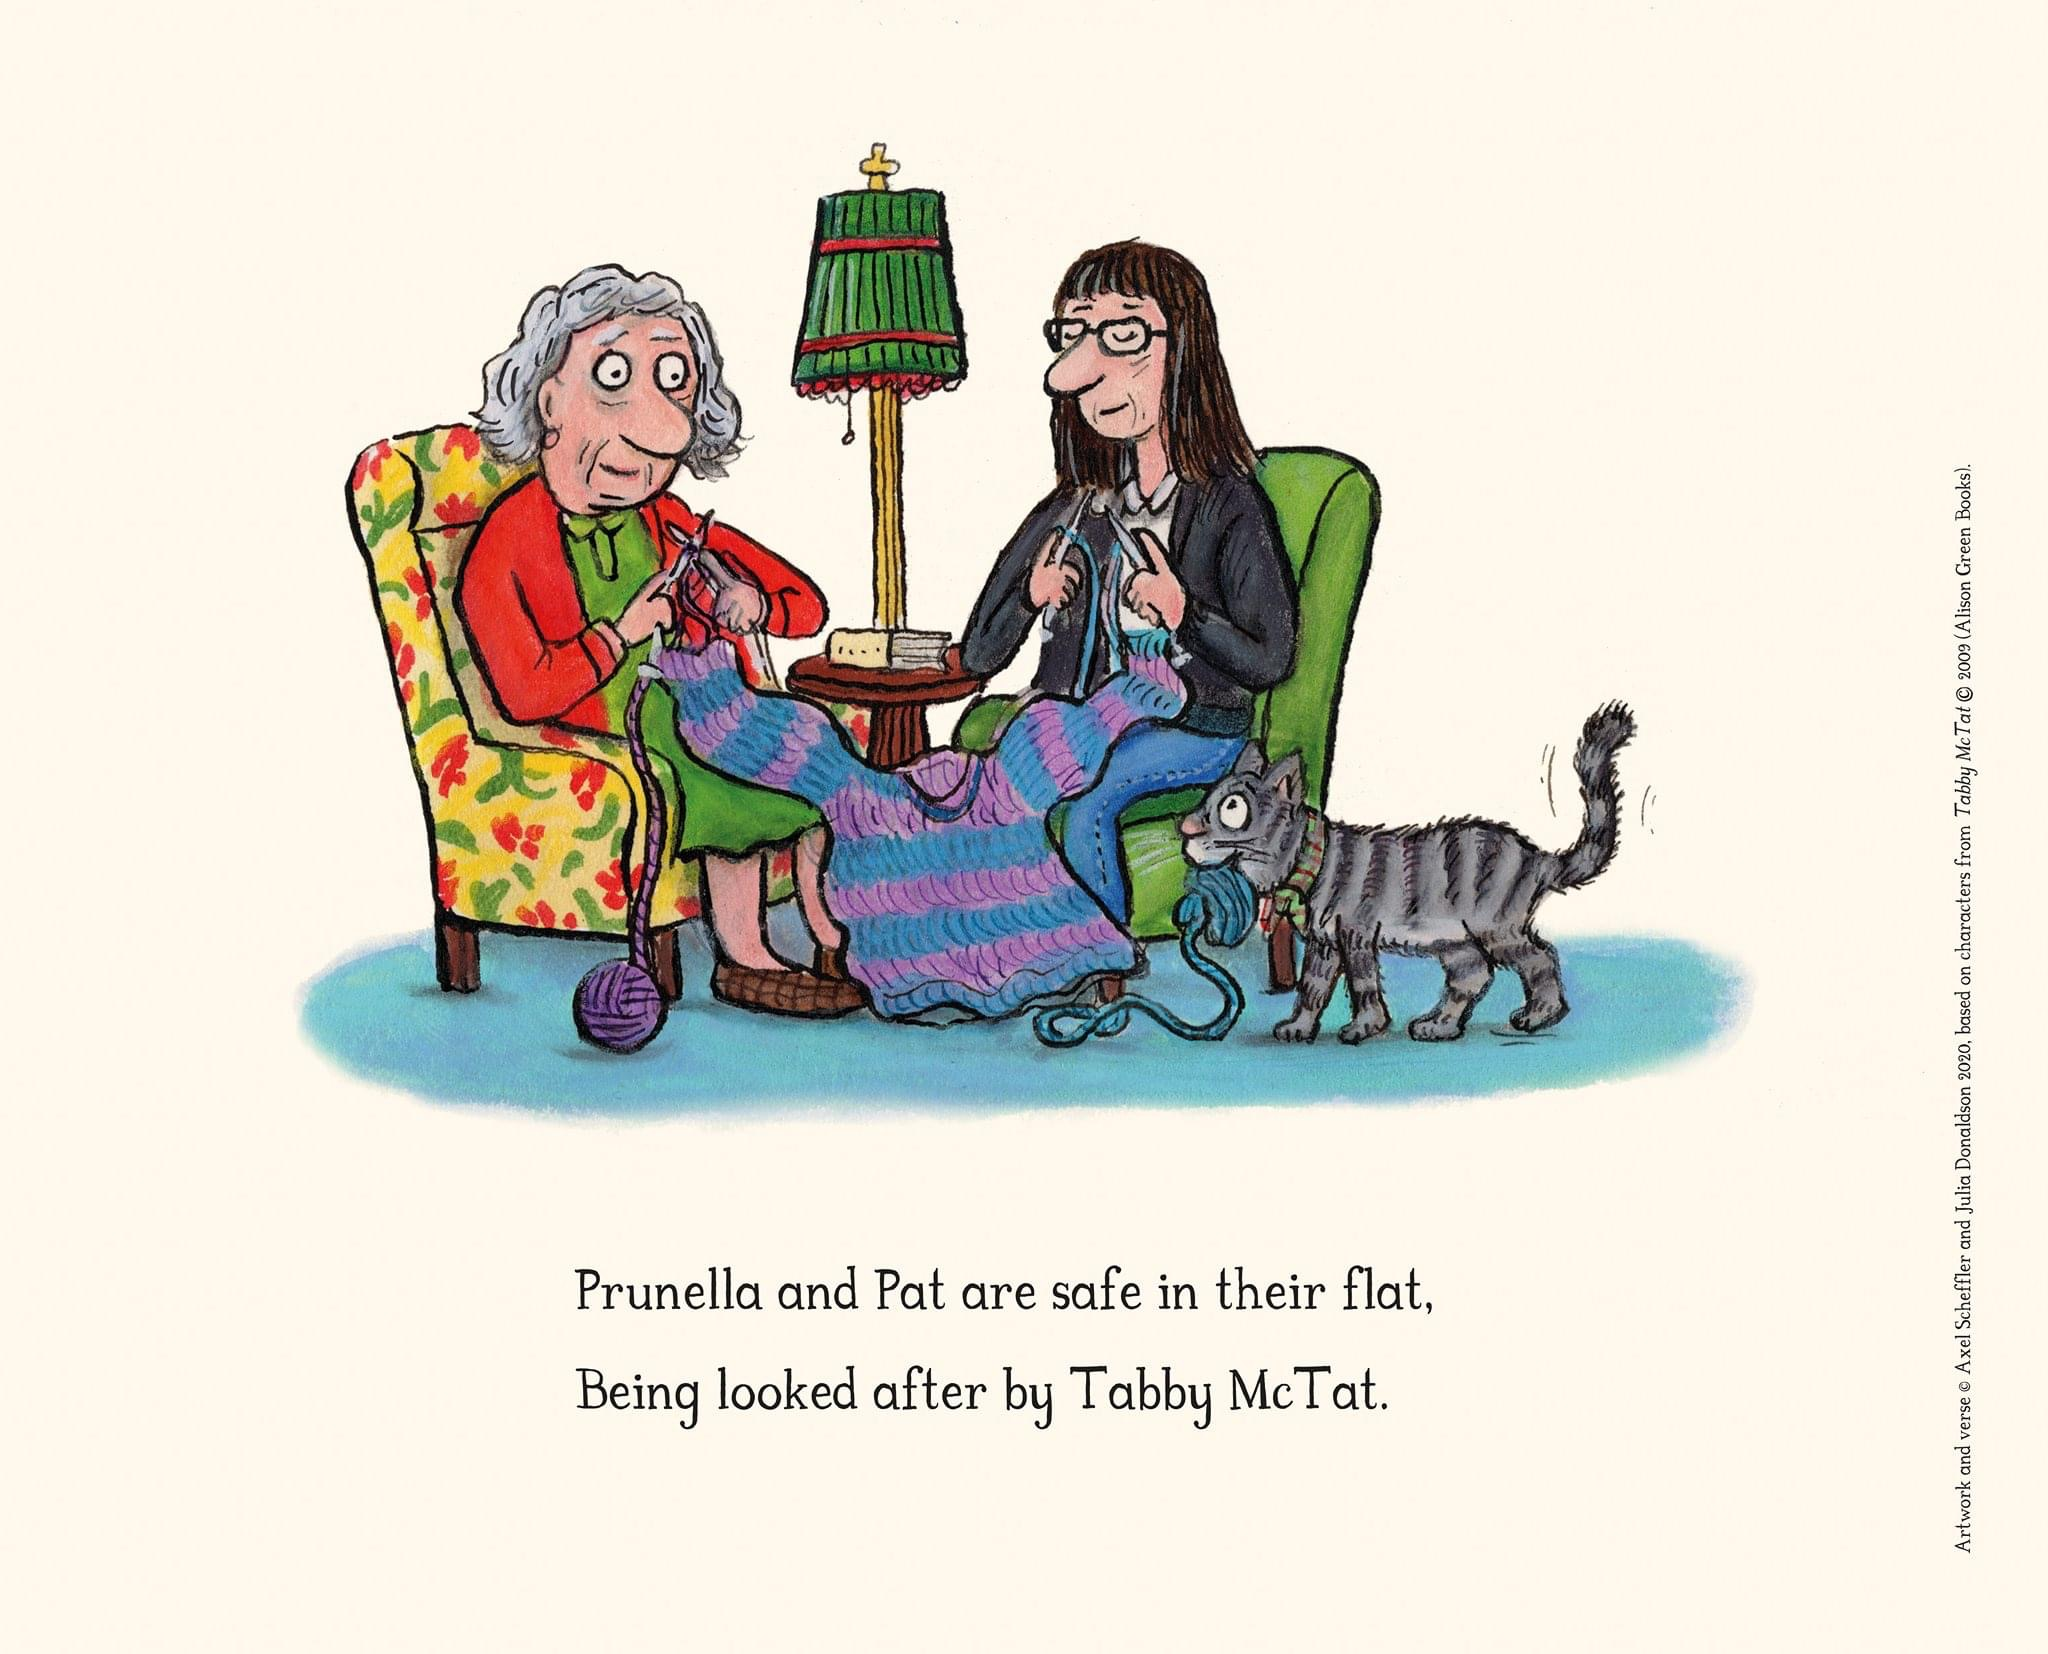 Prunella and Pat are safe in their flat,
Being looked after by Tabby McTat.
Artwork and verse © Axel Scheffler and Julia Donaldson 2020, based on characters from Tabby McTat © 2009 (Alison Green Books).